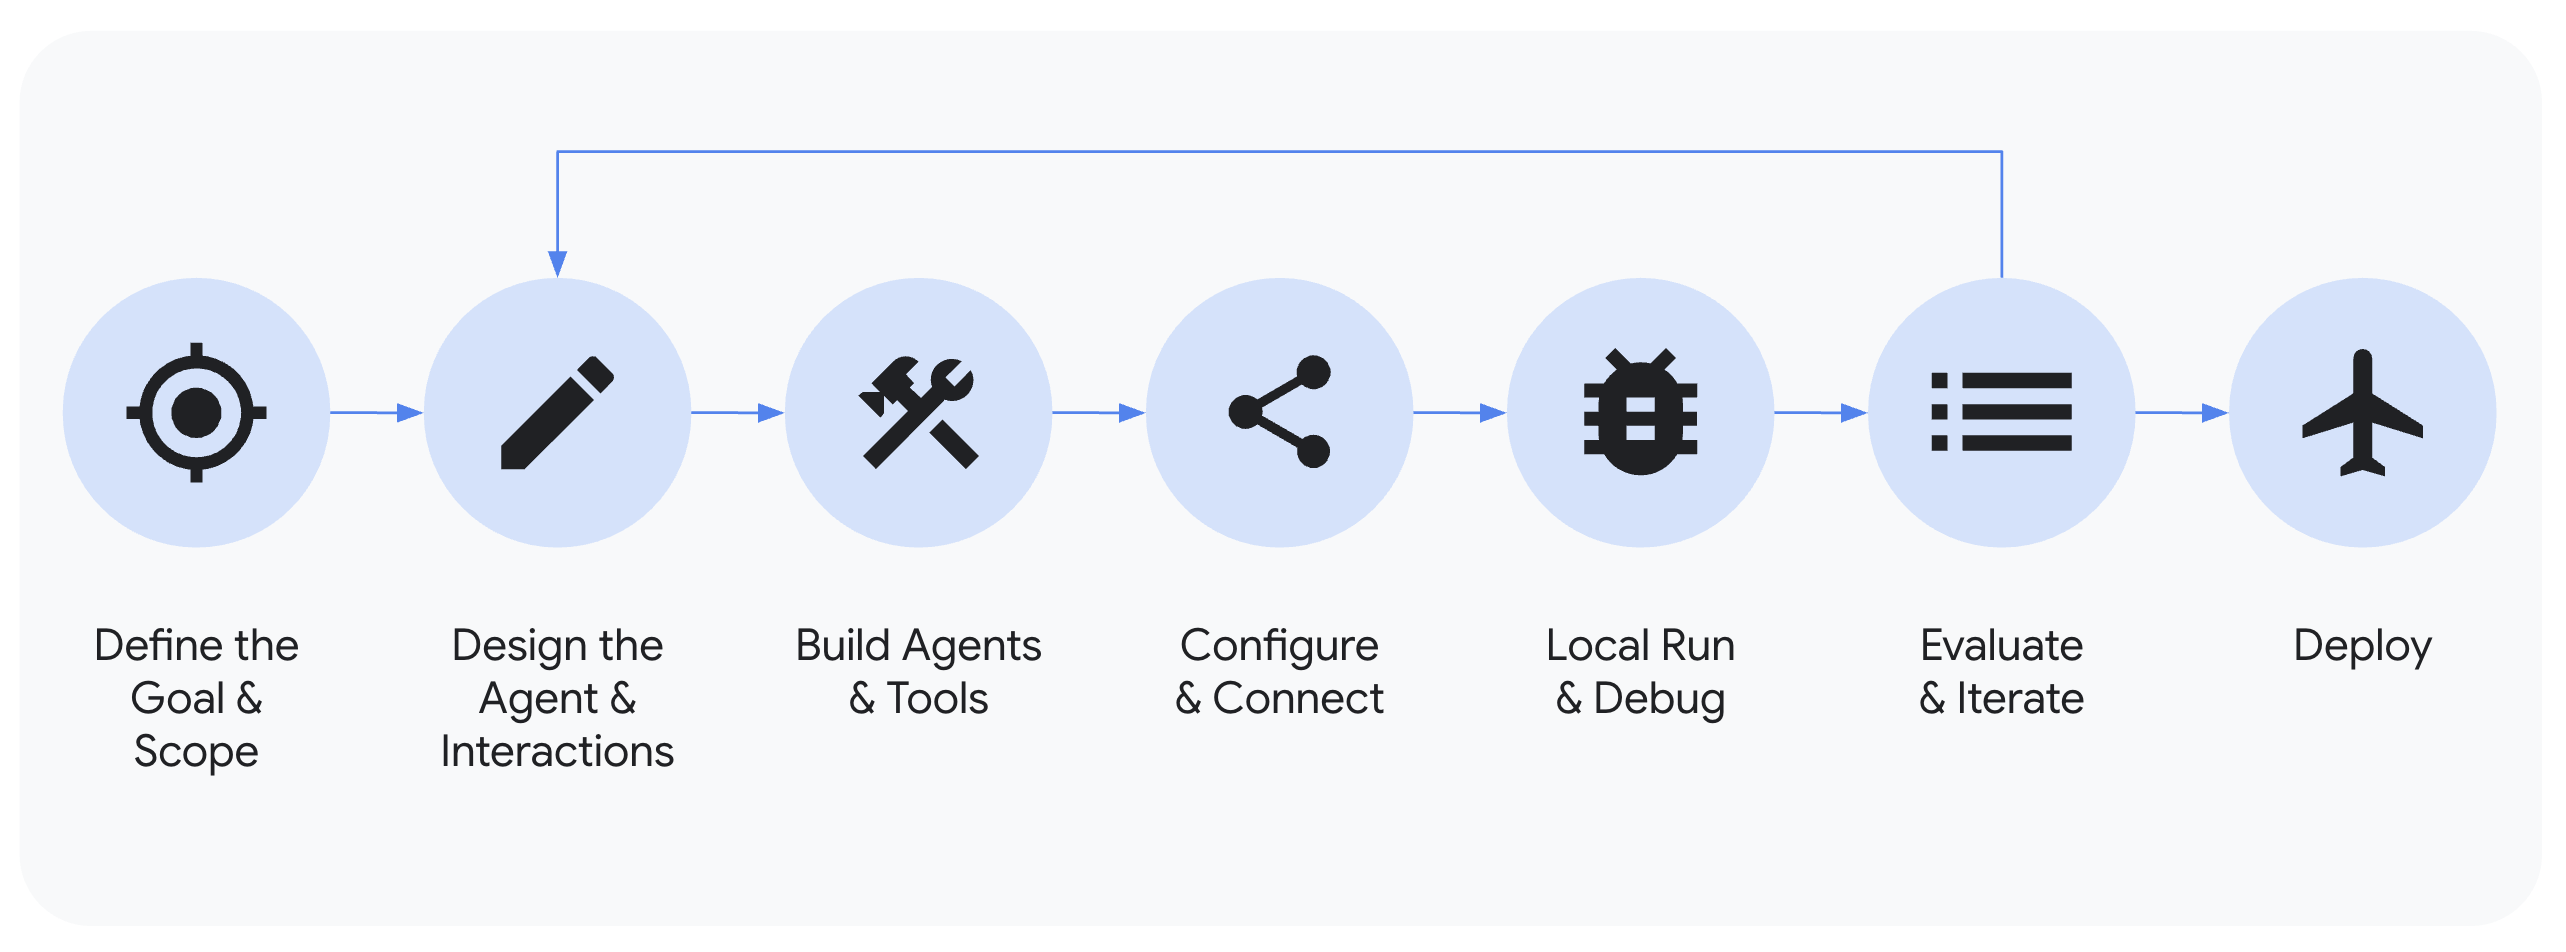 Define the
Goal &
Scope
Design the
Agent &
Interactions
Build Agents
& Tools
Configure
& Connect
Local Run
& Debug
Evaluate
& Iterate
Deploy